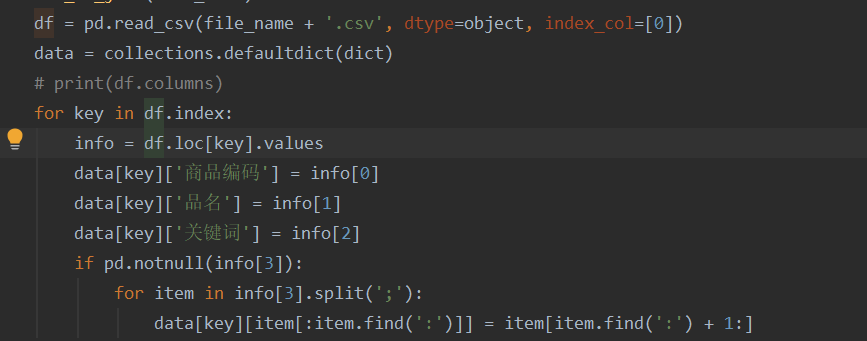 df = pd.read_csv(file_name + '.csv', dtype=object, index_col=[0])
data = collections.defaultdict(dict)
# print(df.columns)
for key in df.index:
info = df.loc[key].values
data[key]['商品编码'] = info[0]
data[key]['品名'] = info[1]
data[key]['关键词'] = info[2]
if pd.notnull(info[3]):
for item in info[3].split(';'):
data[key][item[:item.find(':')]] = item[item.find(':') + 1:]